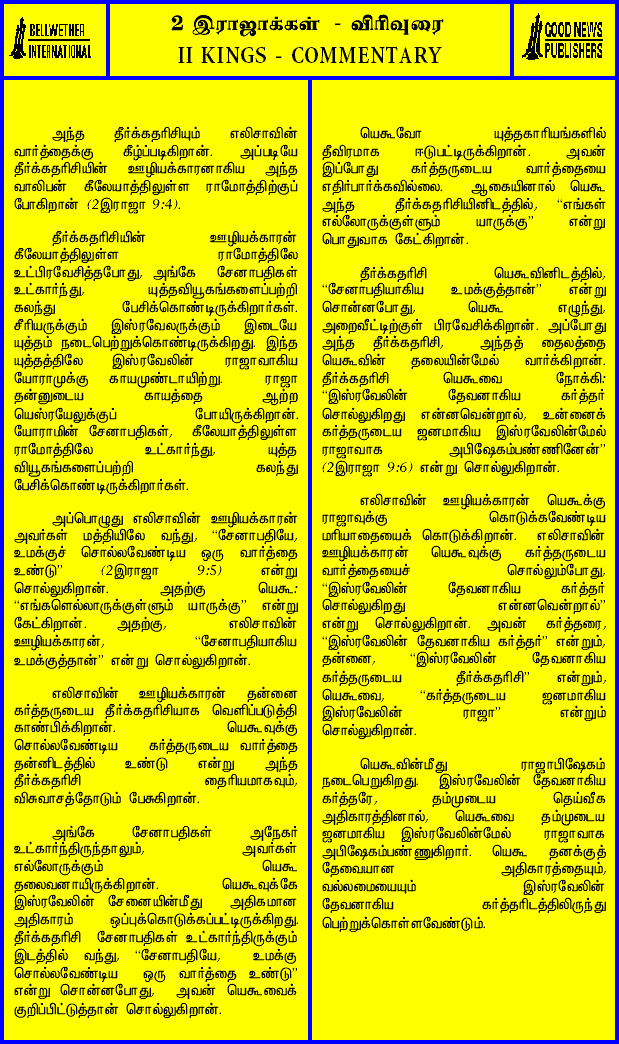 BELLWETHER
INTERNATIONAL
2 இராஜாக்கள் - விரிவுரை
II KINGS - COMMENTARY
GOOD NEWS
PUBLISHERS
அந்த தீர்க்கதரிசியும் எலிசாவின்
வார்த்தைக்கு கீழ்ப்படிகிறான். அப்படியே
தீர்க்கதரிசியின் ஊழியக்காரனாகிய அந்த
வாலிபன் கீலேயாத்திலுள்ள ராமோத்திற்குப்
போகிறான் (2இராஜா 9:4).
தீர்க்கதரிசியின் ஊழியக்காரன்
கீலேயாத்திலுள்ள ராமோத்திலே
உட்பிரவேசித்தபோது, அங்கே சேனாபதிகள்
உட்கார்ந்து, யுத்தவியூகங்களைப்பற்றி
கலந்து பேசிக்கொண்டிருக்கிறார்கள்.
சீரியருக்கும் இஸ்ரவேலருக்கும் இடையே
யுத்தம் நடைபெற்றுக்கொண்டிருக்கிறது. இந்த
யுத்தத்திலே இஸ்ரவேலின் ராஜாவாகிய
யோராமுக்கு காயமுண்டாயிற்று. ராஜா
தன்னுடைய காயத்தை ஆற்ற
யெஸ்ரயேலுக்குப் போயிருக்கிறான்.
யோராமின் சேனாபதிகள், கீலேயாத்திலுள்ள
ராமோத்திலே உட்கார்ந்து, யுத்த
வியூகங்களைப்பற்றி கலந்து
பேசிக்கொண்டிருக்கிறார்கள்.
அப்பொழுது எலிசாவின் ஊழியக்காரன்
அவர்கள் மத்தியிலே வந்து, “சேனாபதியே,
உமக்குச் சொல்லவேண்டிய ஒரு வார்த்தை
உண்டு” (2இராஜா 9:5) என்று
சொல்லுகிறான். அதற்கு யெகூ:
“எங்களெல்லாருக்குள்ளும் யாருக்கு” என்று
கேட்கிறான். அதற்கு, எலிசாவின்
ஊழியக்காரன், “சேனாபதியாகிய
உமக்குத்தான்” என்று சொல்லுகிறான்.
எலிசாவின் ஊழியக்காரன் தன்னை
கர்த்தருடைய தீர்க்கதரிசியாக வெளிப்படுத்தி
காண்பிக்கிறான். யெகூவுக்கு
சொல்லவேண்டிய கர்த்தருடைய வார்த்தை
தன்னிடத்தில் உண்டு என்று அந்த
தீர்க்கதரிசி தைரியமாகவும்,
விசுவாசத்தோடும் பேசுகிறான்.
அங்கே சேனாபதிகள் அநேகர்
உட்கார்ந்திருந்தாலும், அவர்கள்
எல்லோருக்கும் யெகூ
தலைவனாயிருக்கிறான். யெகூவுக்கே
இஸ்ரவேலின் சேனையின்மீது அதிகமான
அதிகாரம் ஒப்புக்கொடுக்கப்பட்டிருக்கிறது.
தீர்க்கதரிசி சேனாபதிகள் உட்கார்ந்திருக்கும்
இடத்தில் வந்து, “சேனாபதியே, உமக்கு
சொல்லவேண்டிய ஒரு வார்த்தை உண்டு”
என்று சொன்னபோது, அவன் யெகூவைக்
குறிப்பிட்டுத்தான் சொல்லுகிறான்.
யெகூவோ யுத்தகாரியங்களில்
தீவிரமாக ஈடுபட்டிருக்கிறான். அவன்
இப்போது கர்த்தருடைய வார்த்தையை
எதிர்பார்க்கவில்லை. ஆகையினால் யெகூ
அந்த தீர்க்கதரிசியினிடத்தில், “எங்கள்
எல்லோருக்குள்ளும் யாருக்கு” என்று
பொதுவாக கேட்கிறான்.
தீர்க்கதரிசி யெகூவினிடத்தில்,
“சேனாபதியாகிய உமக்குத்தான்” என்று
சொன்னபோது, யெகூ எழுந்து,
அறைவீட்டிற்குள் பிரவேசிக்கிறான். அப்போது
அந்த தீர்க்கதரிசி, அந்தத் தைலத்தை
யெகூவின் தலையின்மேல் வார்க்கிறான்.
தீர்க்கதரிசி யெகூவை நோக்கி:
“இஸ்ரவேலின் தேவனாகிய கர்த்தர்
சொல்லுகிறது என்னவென்றால், உன்னைக்
கர்த்தருடைய ஜனமாகிய இஸ்ரவேலின்மேல்
ராஜாவாக அபிஷேகம்பண்ணினேன்”
(2இராஜா 9:6) என்று சொல்லுகிறான்.
எலிசாவின் ஊழியக்காரன் யெகூக்கு
ராஜாவுக்கு கொடுக்கவேண்டிய
மரியாதையைக் கொடுக்கிறான். எலிசாவின்
ஊழியக்காரன் யெகூவுக்கு கர்த்தருடைய
வார்த்தையைச் சொல்லும்போது,
“இஸ்ரவேலின் தேவனாகிய கர்த்தர்
சொல்லுகிறது என்னவென்றால்”
என்று சொல்லுகிறான். அவன் கர்த்தரை,
“இஸ்ரவேலின் தேவனாகிய கர்த்தர்” என்றும்,
தன்னை, “இஸ்ரவேலின் தேவனாகிய
கர்த்தருடைய தீர்க்கதரிசி” என்றும்,
யெகூவை, “கர்த்தருடைய ஜனமாகிய
இஸ்ரவேலின் ராஜா” என்றும்
சொல்லுகிறான்.
யெகூவின்மீது ராஜாபிஷேகம்
நடைபெறுகிறது. இஸ்ரவேலின் தேவனாகிய
கர்த்தரே, தம்முடைய தெய்வீக
அதிகாரத்தினால், யெகூவை தம்முடைய
ஜனமாகிய இஸ்ரவேலின்மேல் ராஜாவாக
அபிஷேகம்பண்ணுகிறார். யெகூ தனக்குத்
தேவையான அதிகாரத்தையும்,
வல்லமையையும் இஸ்ரவேலின்
தேவனாகிய கர்த்தரிடத்திலிருந்து
பெற்றுக்கொள்ளவேண்டும்.